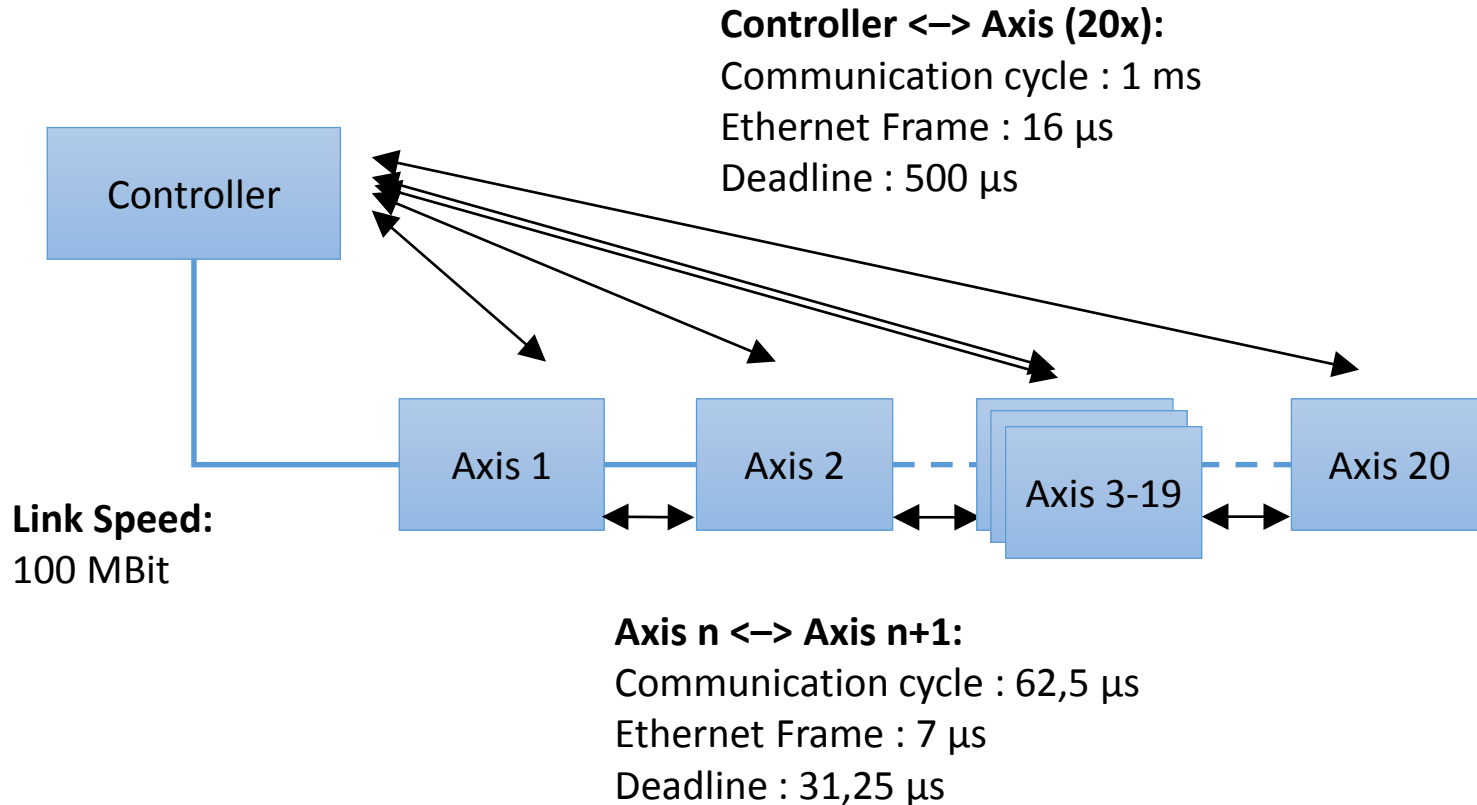 Controller <–> Axis (20x):
Communication cycle : 1 ms
Ethernet Frame : 16 µs
Deadline : 500 µs
Controller
Axis 1
Axis 2
Axis 3-19
Axis 20
Link Speed:
100 MBit
Axis n <–> Axis n+1:
Communication cycle : 62,5 µs
Ethernet Frame : 7 µs
Deadline : 31,25 µs